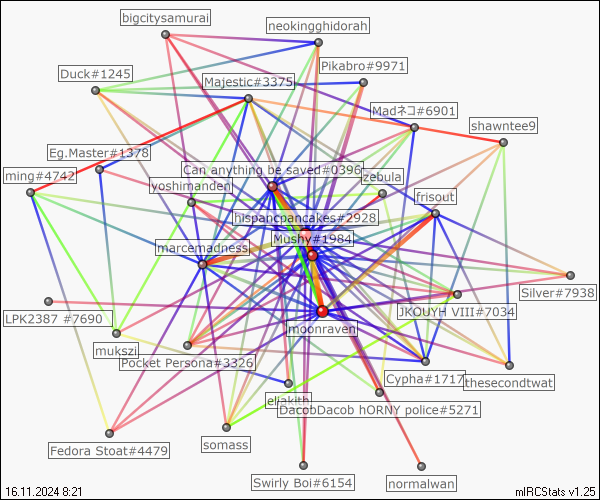 bigcitysamurai
neokingghidorah
Pikabro#9971
Duck#1245
Majestic#3375
Madネコ#6901
shawntee9
Eg.Master#1378
Can anything be saved#0396
zebula
ming#4742
yoshimanden
frisout
hispancpancakes#2928
Mushy#1984
marcemadness
Silver#7938
JKOUYH VIII#7034
LPK2387 #7690
moonraven
mukszi
Pocket Persona#3326
Cypha#1717
thesecondtwat
eliakith
DacobDacob hORNY police#5271
somass
Fedora Stoat#4479
Swirly Boi#6154
normalwan
16.11.2024 8:21
mIRCStats v1.25